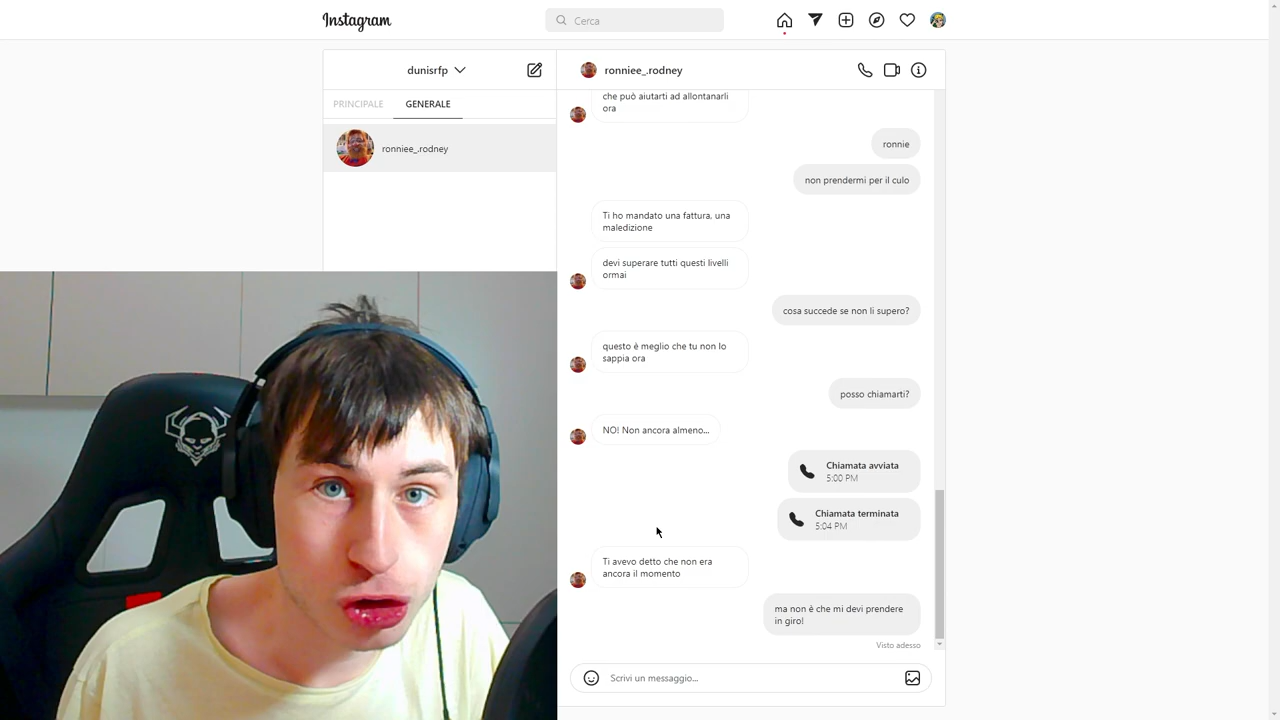 Instagram
Cerca
dunisrfp
PRINCIPALE GENERALE
ronniee_.rodney
ronniee_.rodney
che può aiutarti ad allontanarli
ora
ronnie
non prendermi per il culo
Ti ho mandato una fattura, una
maledizione
devi superare tutti questi livelli
ormai
cosa succede se non li supero?
questo è meglio che tu non lo
sappia ora
posso chiamarti?
NO! Non ancora almeno...
Chiamata avviata
5:00 PM
Chiamata terminata
5:04 PM
Ti avevo detto che non era
ancora il momento
ma non è che mi devi prendere
in giro!
Visto adesso
Scrivi un messaggio...